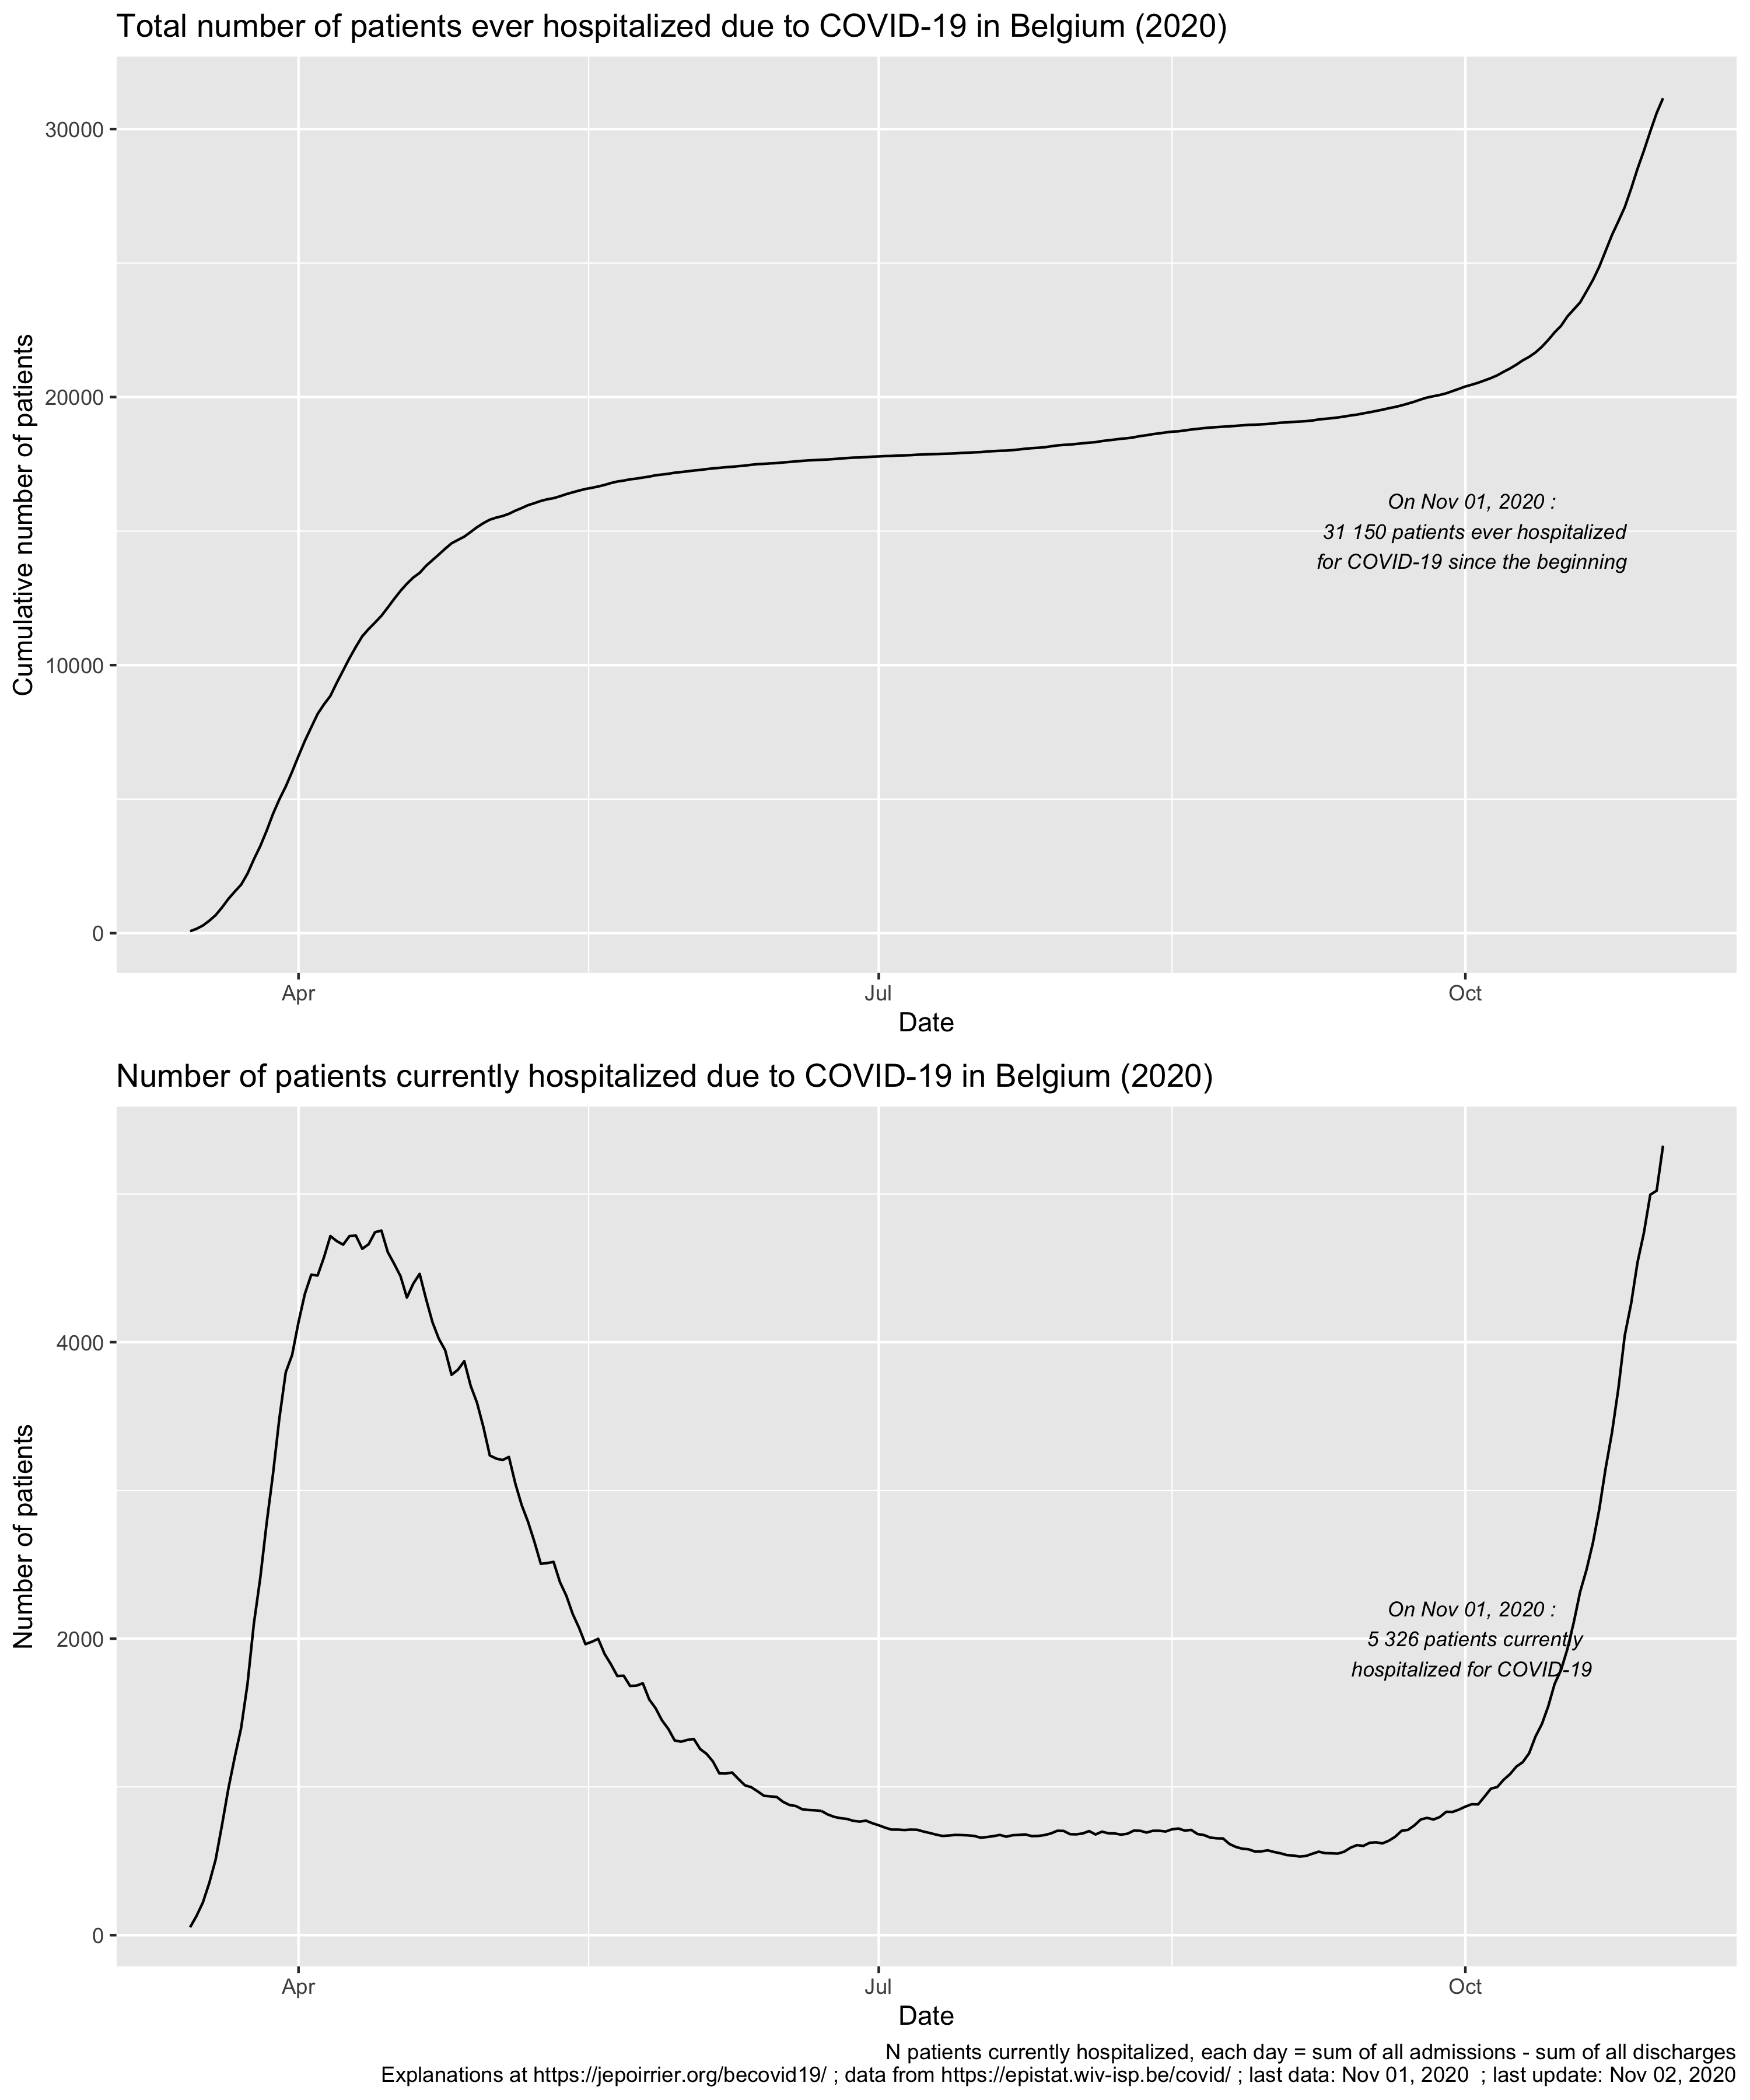 Total number of patients ever hospitalized due to COVID-19 in Belgium (2020)
Cumulative number of patients
30000
20000
10000
0
On Nov 01, 2020 :
31 150 patients ever hospitalized
for COVID-19 since the beginning
Apr
Jul
Oct
Date
Number of patients currently hospitalized due to COVID-19 in Belgium (2020)
Number of patients
4000
2000
0
On Nov 01, 2020 :
5 326 patients currently
hospitalized for COVID-19
Apr
Jul
Oct
Date
N patients currently hospitalized, each day = sum of all admissions - sum of all discharges
Explanations at https://jepoirrier.org/becovid19/ ; data from https://epistat.wiv-isp.be/covid/ ; last data: Nov 01, 2020  ; last update: Nov 02, 2020